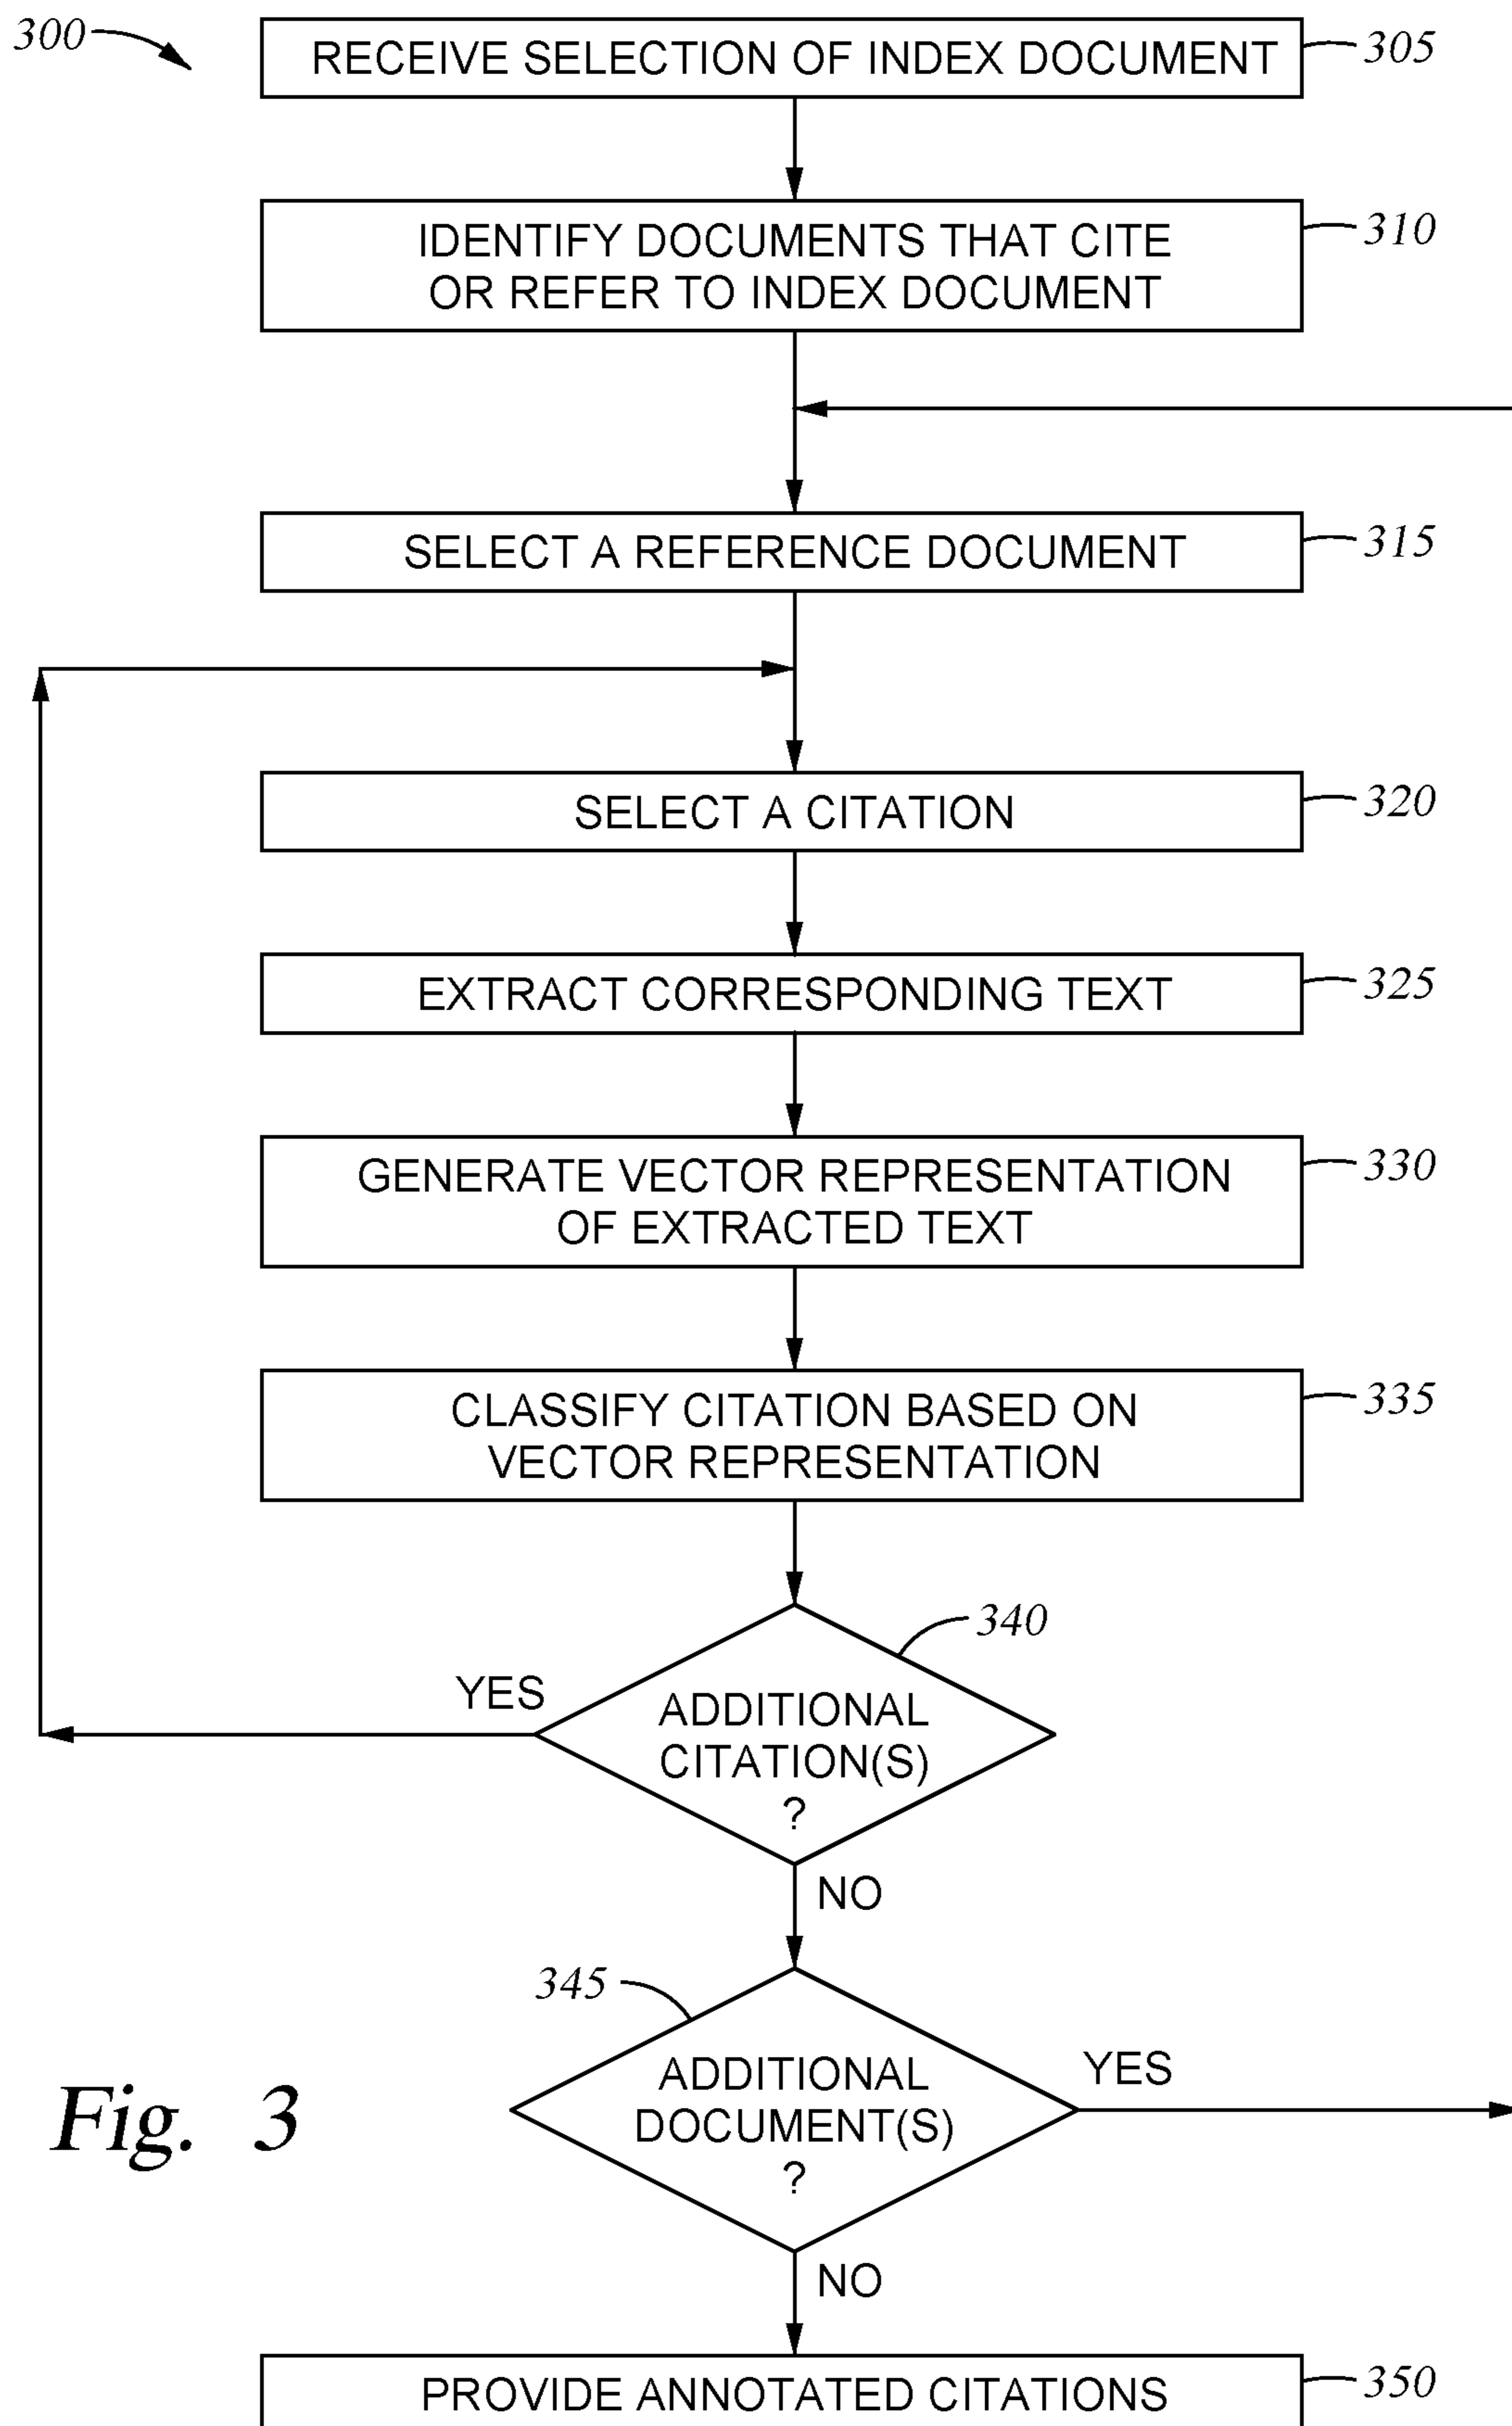 300
RECEIVE SELECTION OF INDEX DOCUMENT
305
IDENTIFY DOCUMENTS THAT CITE
OR REFER TO INDEX DOCUMENT
310
SELECT A REFERENCE DOCUMENT
315
SELECT A CITATION
320
EXTRACT CORRESPONDING TEXT
325
GENERATE VECTOR REPRESENTATION
OF EXTRACTED TEXT
330
CLASSIFY CITATION BASED ON
VECTOR REPRESENTATION
335
340
YES
ADDITIONAL
CITATION(S)
?
NO
345
ADDITIONAL
DOCUMENT(S)
?
YES
Fig. 3
NO
PROVIDE ANNOTATED CITATIONS
350